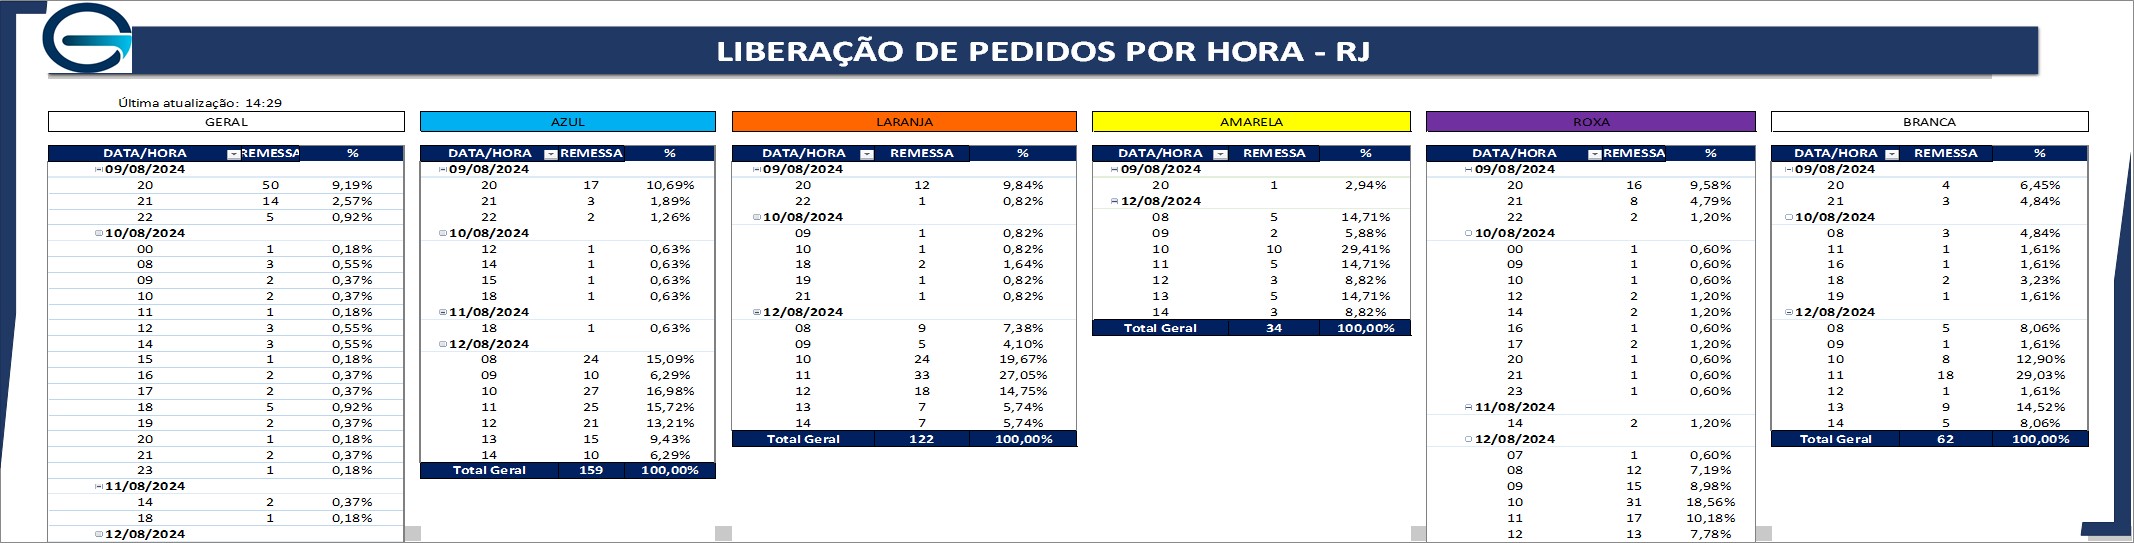 LIBERAÇÃO DE PEDIDOS POR HORA - RJ
Última atualização: 14:29
GERAL
DATA/HORA REMESSA %
09/08/2024
20 50 9,19%
21 14 2,57%
22 5 0,92%
10/08/2024
00 1 0,18%
08 3 0,55%
09 2 0,37%
10 2 0,37%
11 1 0,18%
12 3 0,55%
14 3 0,55%
15 1 0,18%
16 2 0,37%
17 2 0,37%
18 5 0,92%
19 2 0,37%
20 1 0,18%
21 2 0,37%
23 1 0,18%
11/08/2024
14 2 0,37%
18 1 0,18%
12/08/2024
AZUL
DATA/HORA REMESSA %
09/08/2024
20 17 10,69%
21 3 1,89%
22 2 1,26%
10/08/2024
12 1 0,63%
14 1 0,63%
15 1 0,63%
18 1 0,63%
11/08/2024
18 1 0,63%
12/08/2024
08 24 15,09%
09 10 6,29%
10 27 16,98%
11 25 15,72%
12 21 13,21%
13 15 9,43%
14 10 6,29%
Total Geral 159 100,00%
LARANJA
DATA/HORA REMESSA %
09/08/2024
20 12 9,84%
22 1 0,82%
10/08/2024
09 1 0,82%
10 1 0,82%
18 2 1,64%
19 1 0,82%
21 1 0,82%
12/08/2024
08 9 7,38%
09 5 4,10%
10 24 19,67%
11 33 27,05%
12 18 14,75%
13 7 5,74%
14 7 5,74%
Total Geral 122 100,00%
AMARELA
DATA/HORA REMESSA %
09/08/2024
20 1 2,94%
12/08/2024
08 5 14,71%
09 2 5,88%
10 10 29,41%
11 5 14,71%
12 3 8,82%
13 5 14,71%
14 3 8,82%
Total Geral 34 100,00%
ROXA
DATA/HORA REMESSA %
09/08/2024
20 16 9,58%
21 8 4,79%
22 2 1,20%
10/08/2024
00 1 0,60%
09 1 0,60%
10 1 0,60%
12 2 1,20%
14 2 1,20%
16 1 0,60%
17 2 1,20%
20 1 0,60%
21 1 0,60%
23 1 0,60%
11/08/2024
14 2 1,20%
12/08/2024
07 1 0,60%
08 12 7,19%
09 15 8,98%
10 31 18,56%
11 17 10,18%
12 13 7,78%
BRANCA
DATA/HORA REMESSA %
09/08/2024
20 4 6,45%
21 3 4,84%
10/08/2024
08 3 4,84%
11 1 1,61%
16 1 1,61%
18 2 3,23%
19 1 1,61%
12/08/2024
08 5 8,06%
09 1 1,61%
10 8 12,90%
11 18 29,03%
12 1 1,61%
13 9 14,52%
14 5 8,06%
Total Geral 62 100,00%